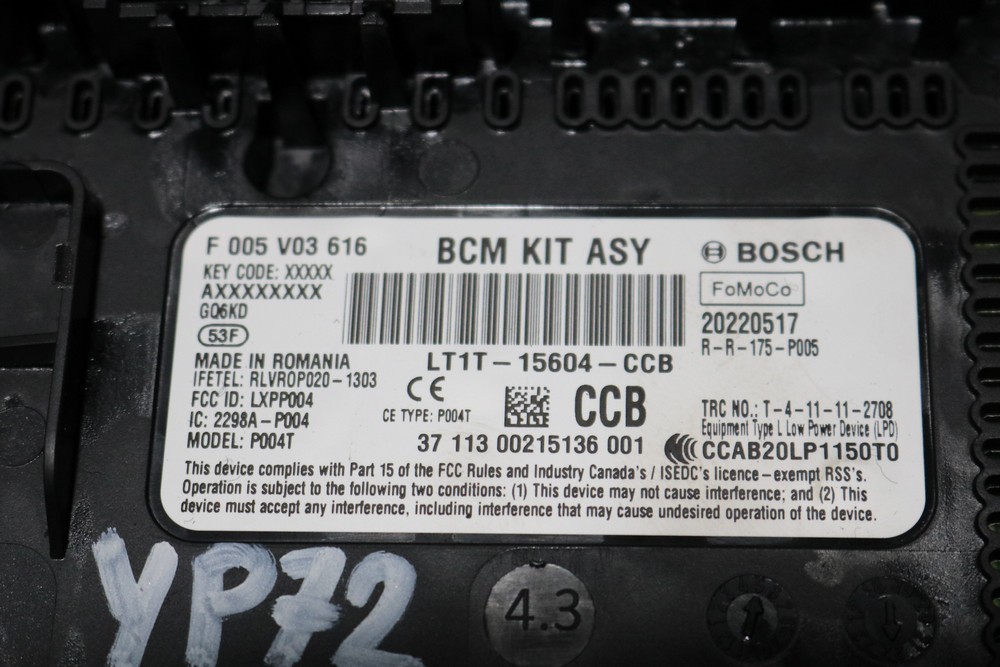 F 005 V03 616
BCM KIT ASY
BOSCH
KEY CODE: XXXXX
AXXXXXXXX
GQ6KD
53F
FoMoCo
20220517
R-R-175-P005
MADE IN ROMANIA
LT1T-15604-CCB
IFETEL: RLVROP020-1303
FCC ID: LXPP004
IC: 2298A-P004
MODEL: P004T
CE
CE TYPE: P004T
CCB
37 113 00215136 001
TRC NO.: T-4-11-11-2708
Equipment Type L Low Power Device (LPD)
CCAB20LP1150T0
This device complies with Part 15 of the FCC Rules and Industry Canada's / ISEDC's licence-exempt RSS's.
Operation is subject to the following two conditions: (1) This device may not cause interference; and (2) This
device must accept any interference, including interference that may cause undesired operation of the device.
YP72
4.3